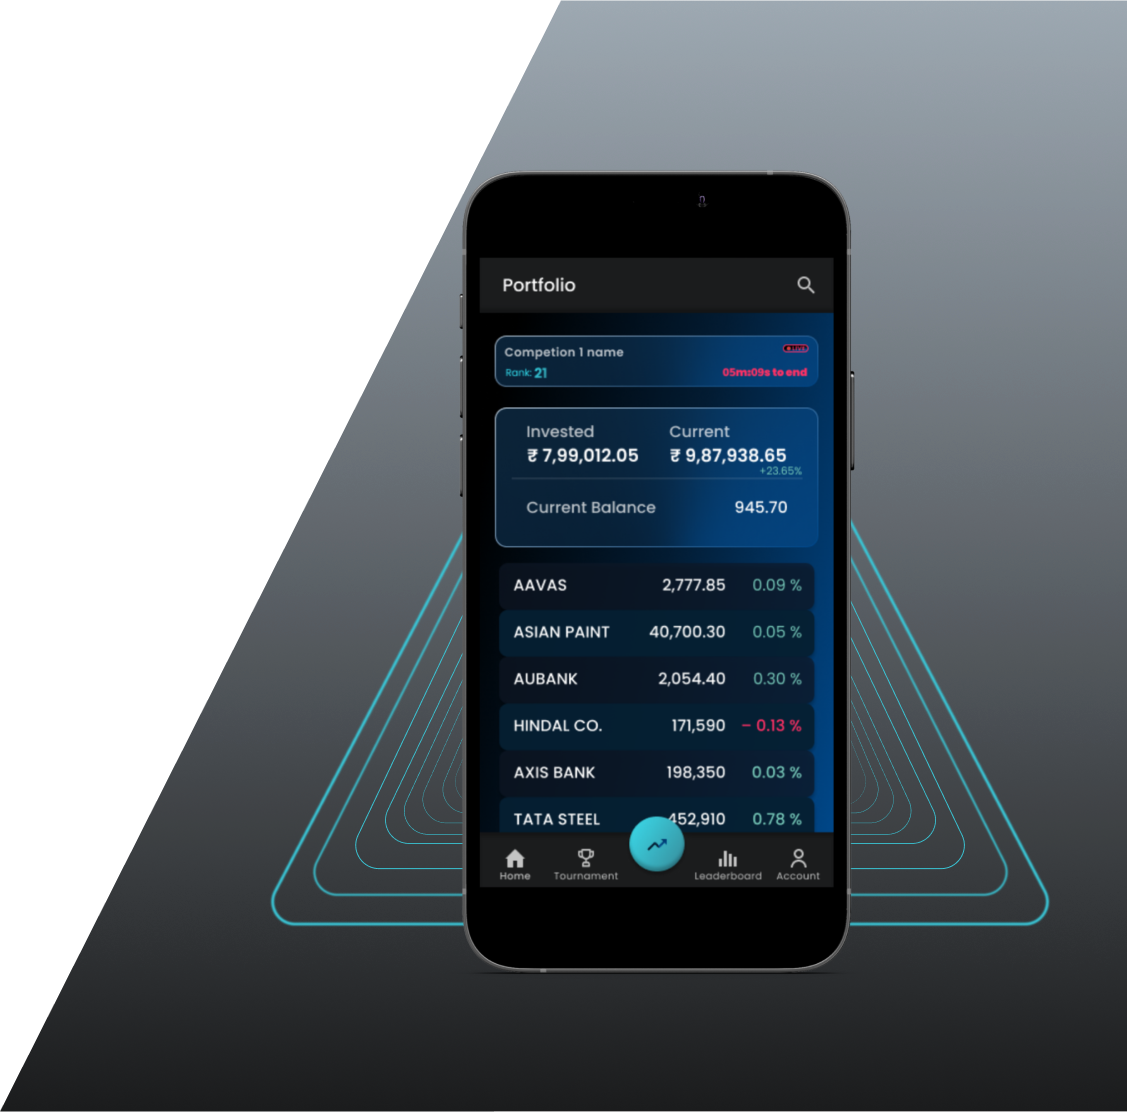 Portfolio
Competion 1 name
LIVE
Rank: 21
05m:09s to end
Invested
Current
₹ 7,99,012.05
₹ 9,87,938.65
+23.65%
Current Balance
945.70
AAVAS 2,777.85 0.09 %
ASIAN PAINT 40,700.30 0.05 %
AUBANK 2,054.40 0.30 %
HINDAL CO. 171,590 – 0.13 %
AXIS BANK 198,350 0.03 %
TATA STEEL 452,910 0.78 %
Home Tournament Leaderboard Account